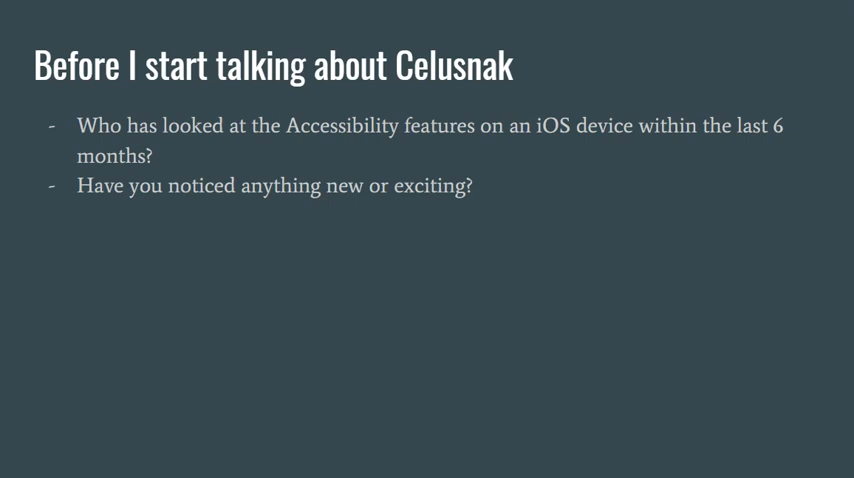 Before I start talking about Celusnak
- Who has looked at the Accessibility features on an iOS device within the last 6
months?
- Have you noticed anything new or exciting?